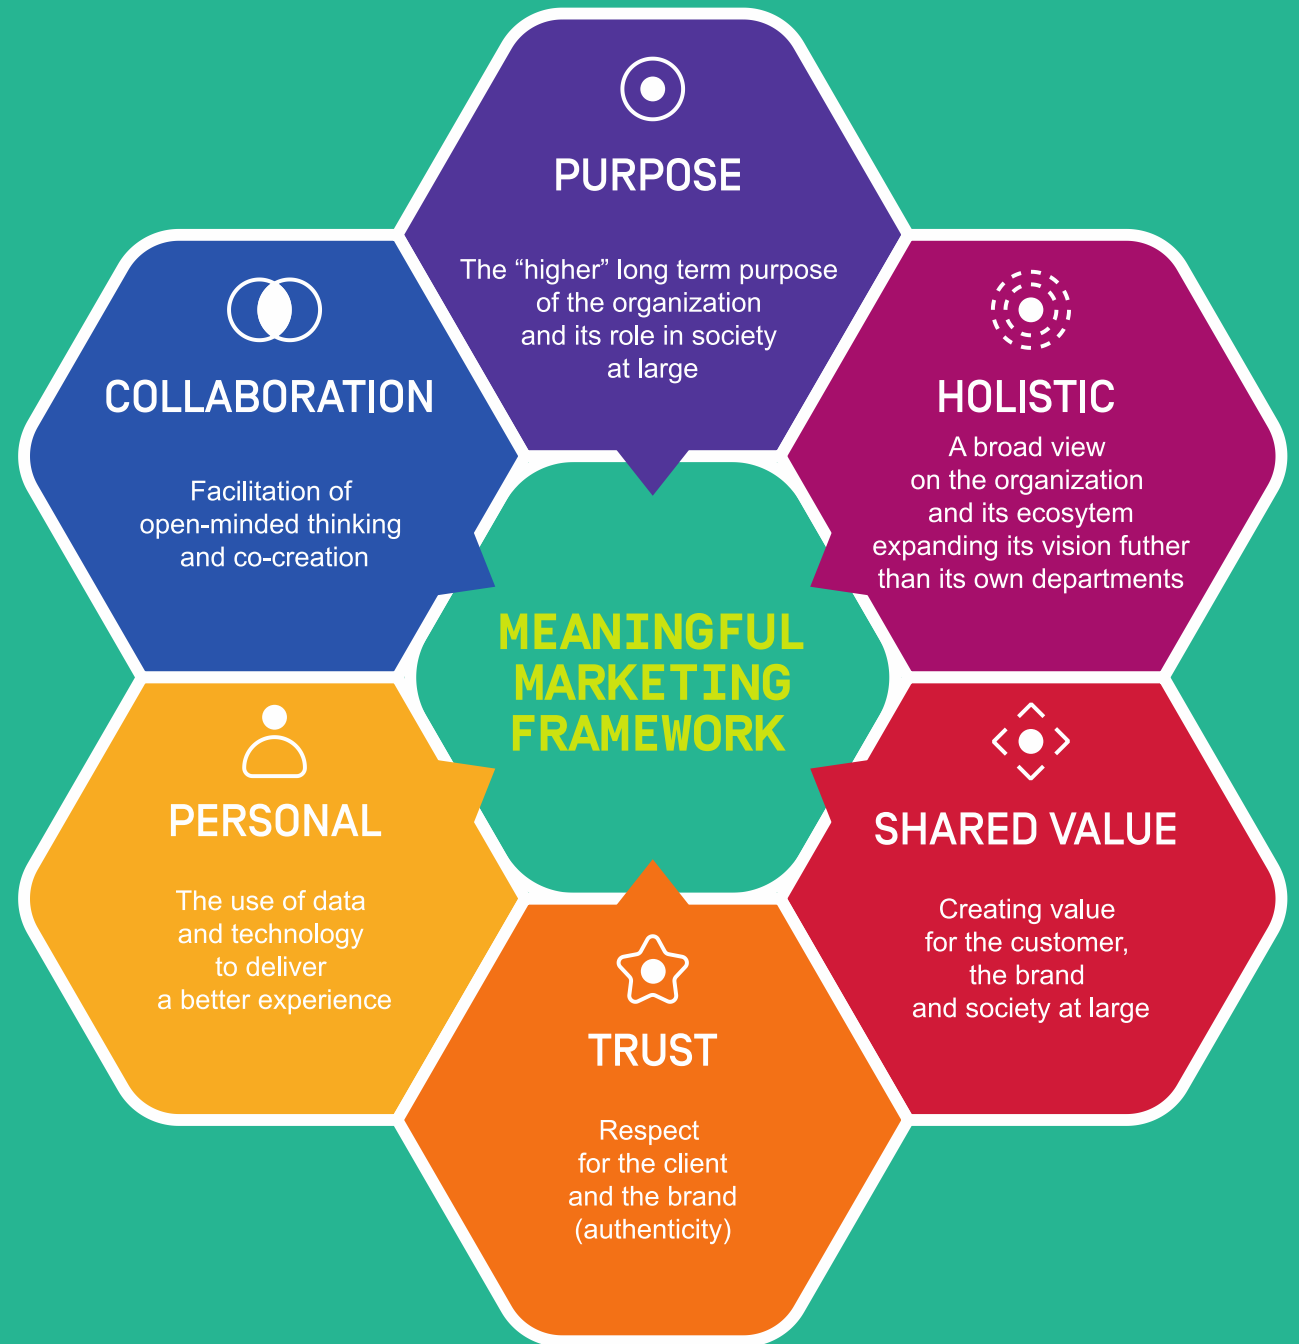 PURPOSE
The “higher” long term purpose
of the organization
and its role in society
at large
HOLISTIC
A broad view
on the organization
and its ecosytem
expanding its vision futher
than its own departments
SHARED VALUE
Creating value
for the customer,
the brand
and society at large
TRUST
Respect
for the client
and the brand
(authenticity)
PERSONAL
The use of data
and technology
to deliver
a better experience
COLLABORATION
Facilitation of
open-minded thinking
and co-creation
MEANINGFUL
MARKETING
FRAMEWORK